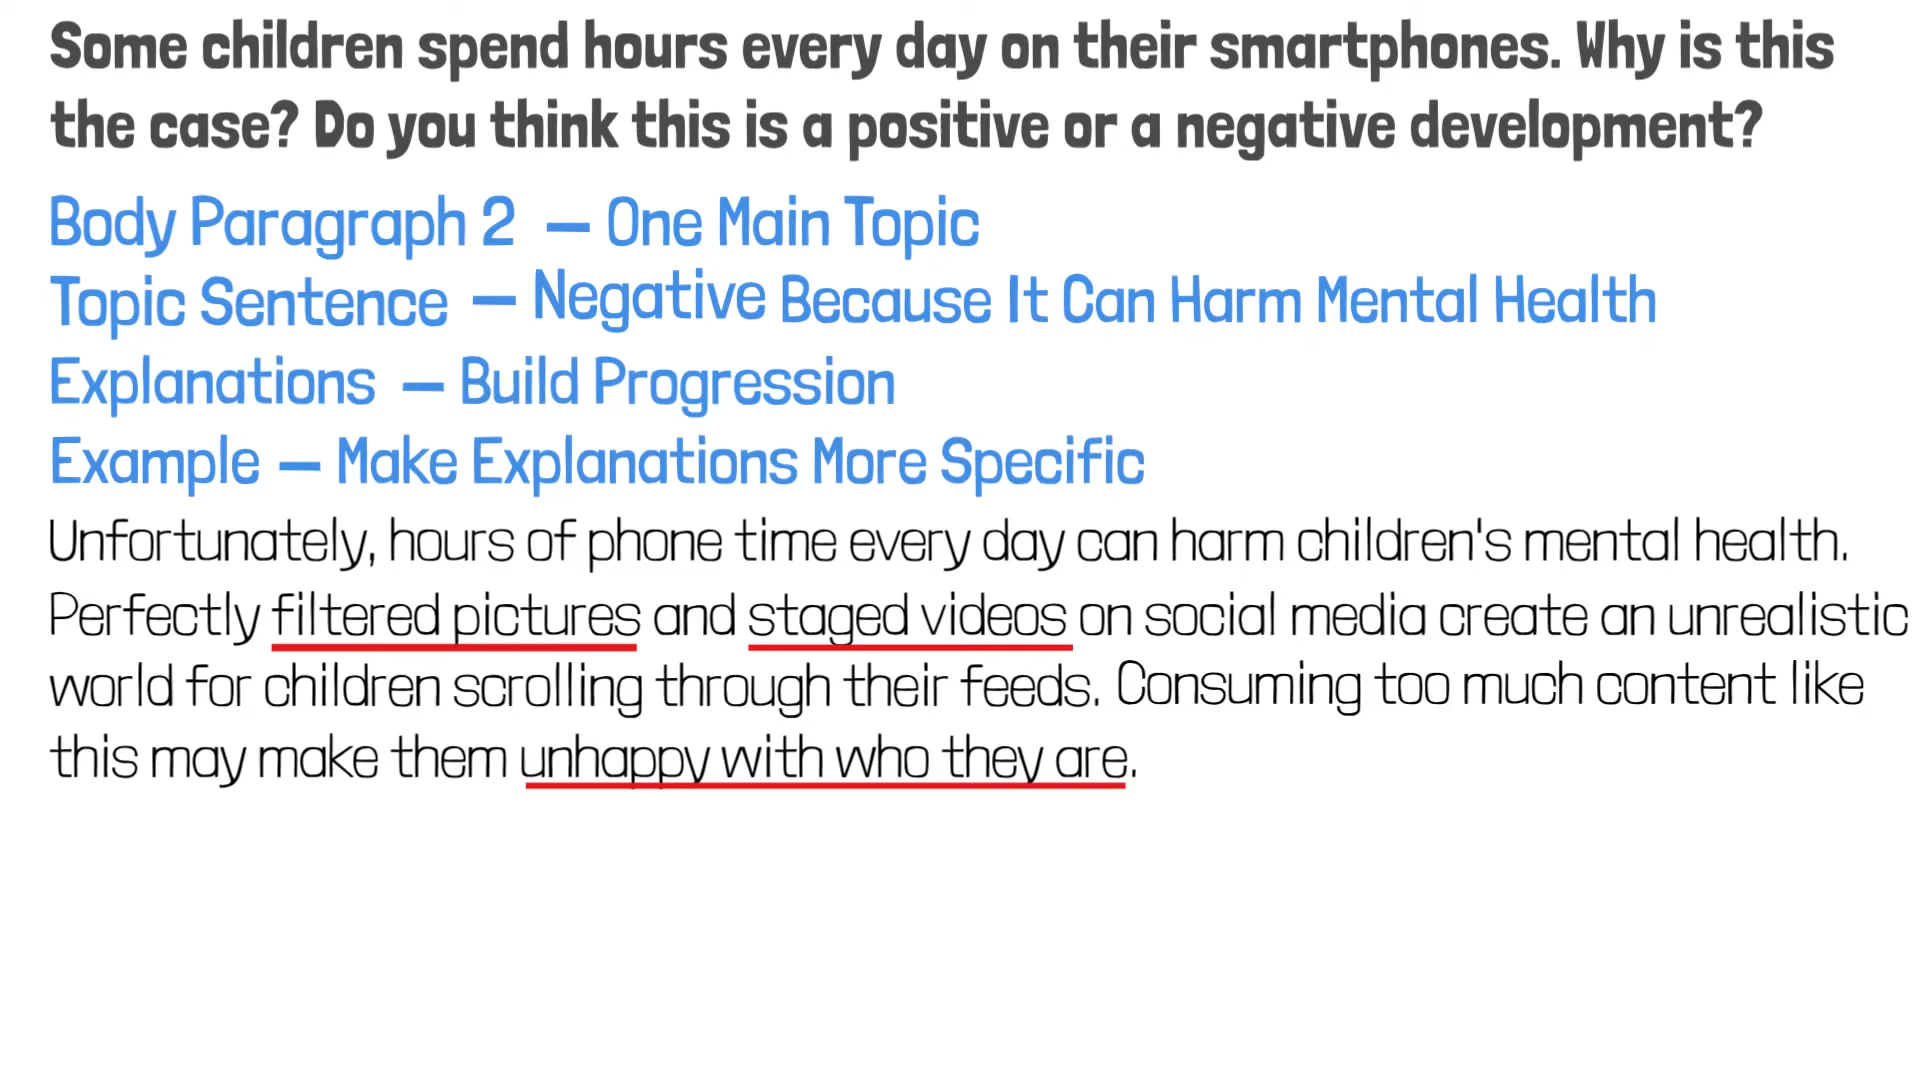 Some children spend hours every day on their smartphones. Why is this
the case? Do you think this is a positive or a negative development?
Body Paragraph 2 – One Main Topic
Topic Sentence – Negative Because It Can Harm Mental Health
Explanations – Build Progression
Example – Make Explanations More Specific
Unfortunately, hours of phone time every day can harm children's mental health.
Perfectly filtered pictures and staged videos on social media create an unrealistic
world for children scrolling through their feeds. Consuming too much content like
this may make them unhappy with who they are.